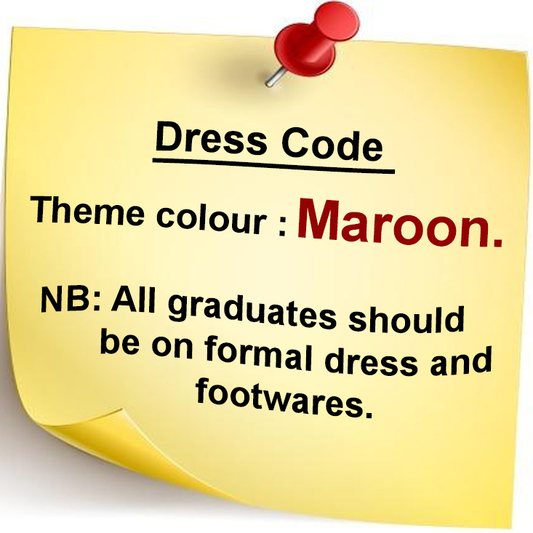 Dress Code
Theme colour : Maroon.
NB: All graduates should
be on formal dress and
footwares.